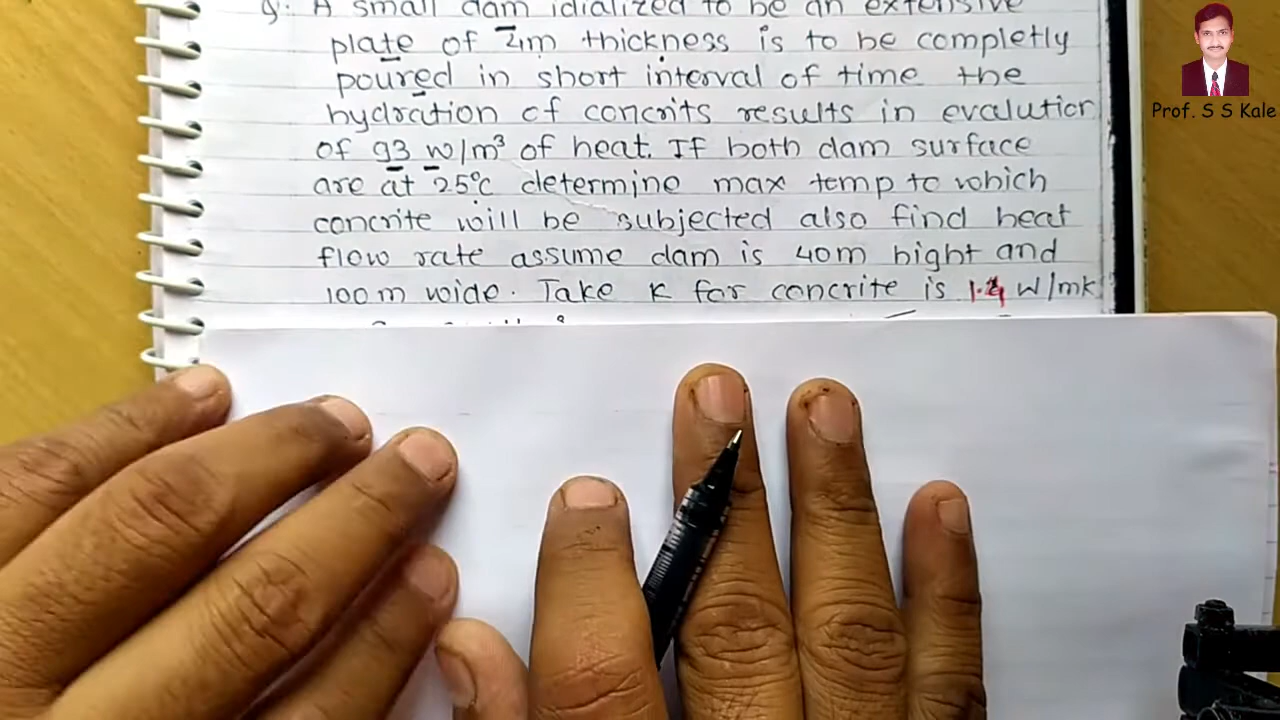 Q. A small dam idialized to be an extensive
plate of 4m thickness is to be completly
poured in short interval of time the
hydration of concrits results in evalution
of 93 w/m³ of heat. If both dam surface
are at 25°c determine max temp to which
concrite will be subjected also find heat
flow rate assume dam is 40m hight and
100m wide. Take K for concrite is 1.4 W/mk
Prof. S S Kale